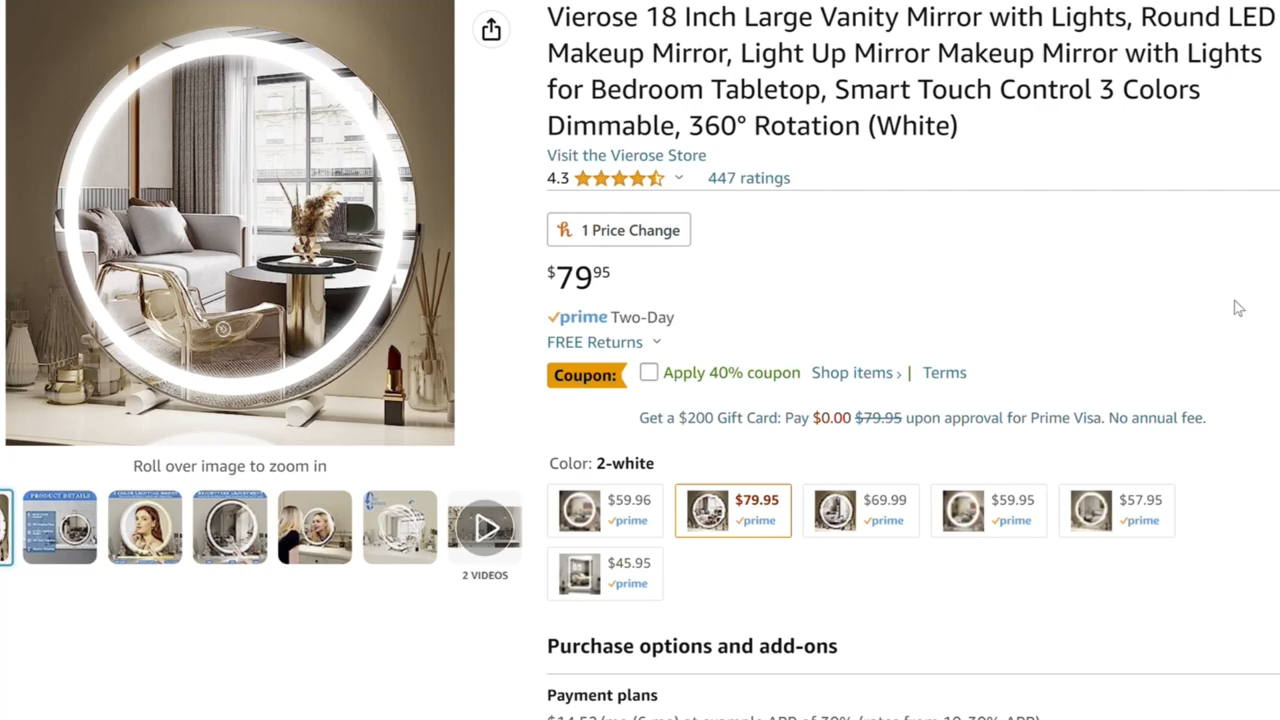 Vierose 18 Inch Large Vanity Mirror with Lights, Round LED
Makeup Mirror, Light Up Mirror Makeup Mirror with Lights
for Bedroom Tabletop, Smart Touch Control 3 Colors
Dimmable, 360° Rotation (White)
Visit the Vierose Store
4.3 447 ratings
1 Price Change
$79 95
prime Two-Day
FREE Returns
Coupon: Apply 40% coupon Shop items › | Terms
Get a $200 Gift Card: Pay $0.00 $79.95 upon approval for Prime Visa. No annual fee.
Roll over image to zoom in
PRODUCT DETAILS
2 VIDEOS
Color: 2-white
$59.96 $79.95 $69.99 $59.95 $57.95
prime prime prime prime prime
$45.95
prime
Purchase options and add-ons
Payment plans